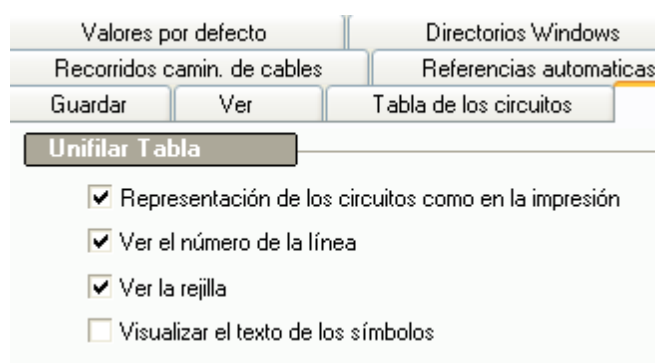 Valores por defecto Directorios Windows
Recorridos camin. de cables Referencias automaticas
Guardar Ver Tabla de los circuitos
Unifilar Tabla
Representación de los circuitos como en la impresión
Ver el número de la línea
Ver la rejilla
Visualizar el texto de los símbolos